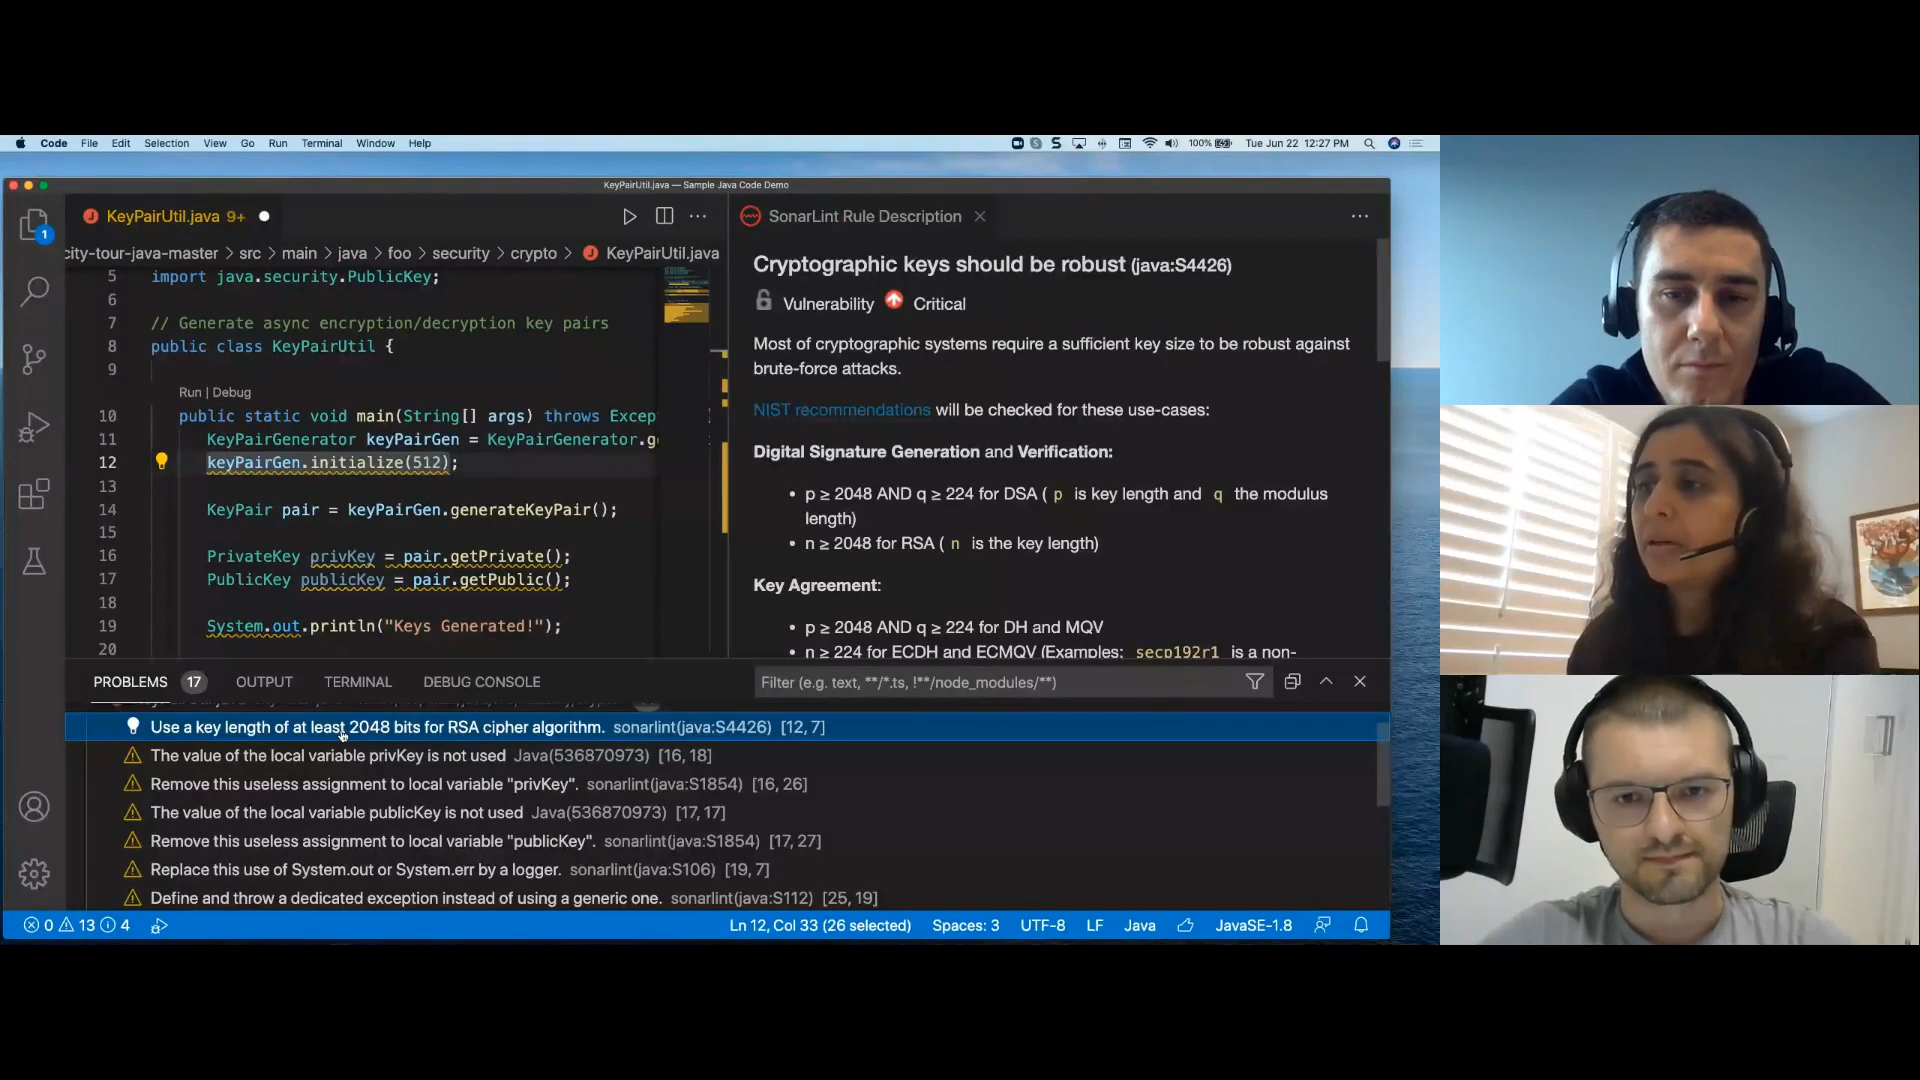 Code File Edit Selection View Go Run Terminal Window Help
100% Tue Jun 22 12:27 PM
KeyPairUtil.java — Sample Java Code Demo
1
KeyPairUtil.java 9+
city-tour-java-master > src > main > java > foo > security > crypto > KeyPairUtil.java
5 import java.security.PublicKey;
6
7 // Generate async encryption/decryption key pairs
8 public class KeyPairUtil {
9
Run | Debug
10 public static void main(String[] args) throws Excep
11 KeyPairGenerator keyPairGen = KeyPairGenerator.g
12 keyPairGen.initialize(512);
13
14 KeyPair pair = keyPairGen.generateKeyPair();
15
16 PrivateKey privKey = pair.getPrivate();
17 PublicKey publicKey = pair.getPublic();
18
19 System.out.println("Keys Generated!");
20
SonarLint Rule Description
Cryptographic keys should be robust (java:S4426)
Vulnerability Critical
Most of cryptographic systems require a sufficient key size to be robust against
brute-force attacks.
NIST recommendations will be checked for these use-cases:
Digital Signature Generation and Verification:
• p ≥ 2048 AND q ≥ 224 for DSA ( p is key length and q the modulus
length)
• n ≥ 2048 for RSA ( n is the key length)
Key Agreement:
• p ≥ 2048 AND q ≥ 224 for DH and MQV
• n ≥ 224 for ECDH and ECMQV (Examples: secp192r1 is a non-
PROBLEMS 17 OUTPUT TERMINAL DEBUG CONSOLE
Filter (e.g. text, **/*.ts, !**/node_modules/**)
Use a key length of at least 2048 bits for RSA cipher algorithm. sonarlint(java:S4426) [12, 7]
The value of the local variable privKey is not used Java(536870973) [16, 18]
Remove this useless assignment to local variable "privKey". sonarlint(java:S1854) [16, 26]
The value of the local variable publicKey is not used Java(536870973) [17, 17]
Remove this useless assignment to local variable "publicKey". sonarlint(java:S1854) [17, 27]
Replace this use of System.out or System.err by a logger. sonarlint(java:S106) [19, 7]
Define and throw a dedicated exception instead of using a generic one. sonarlint(java:S112) [25, 19]
0 13 4
Ln 12, Col 33 (26 selected) Spaces: 3 UTF-8 LF Java JavaSE-1.8